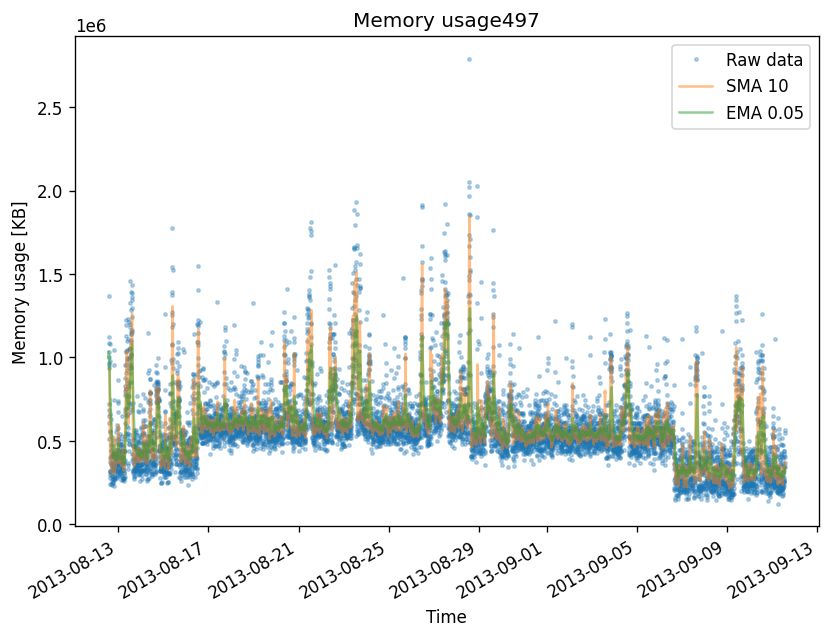 Memory usage497
1e6
Raw data
SMA 10
EMA 0.05
2.5
2.0
1.5
1.0
0.5
0.0
Memory usage [KB]
2013-08-13
2013-08-17
2013-08-21
2013-08-25
2013-08-29
2013-09-01
2013-09-05
2013-09-09
2013-09-13
Time